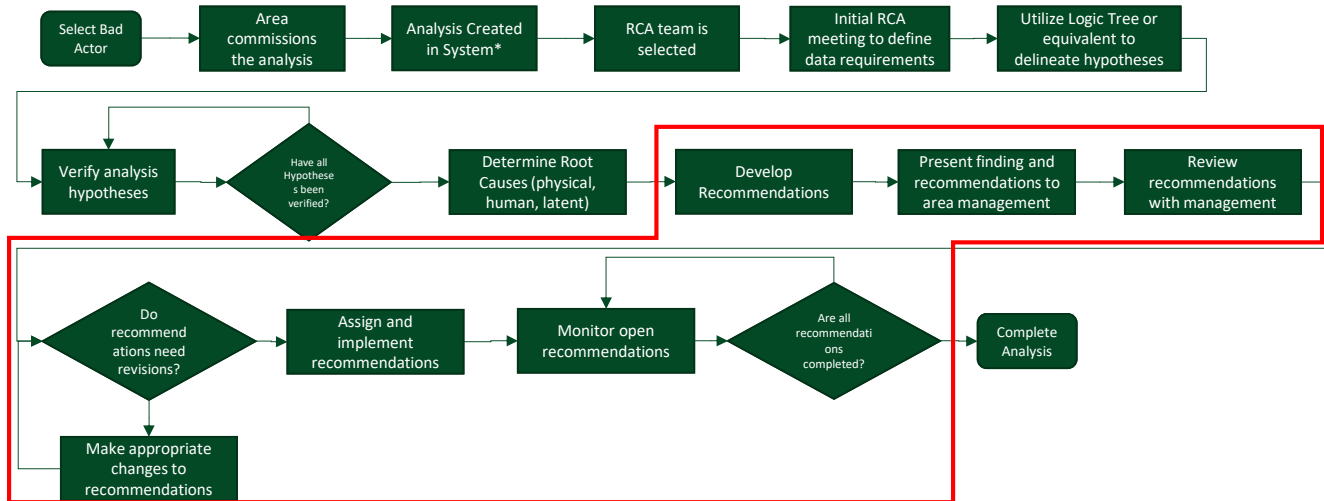 Select Bad
Actor
Area
commissions
the analysis
Analysis Created
in System*
RCA team is
selected
Initial RCA
meeting to define
data requirements
Utilize Logic Tree or
equivalent to
delineate hypotheses
Verify analysis
hypotheses
Have all
Hypothese
s been
verified?
Determine Root
Causes (physical,
human, latent)
Develop
Recommendations
Present finding and
recommendations to
area management
Review
recommendations
with management
Do
recommend
ations need
revisions?
Assign and
implement
recommendations
Monitor open
recommendations
Are all
recommendati
ons
completed?
Complete
Analysis
Make appropriate
changes to
recommendations